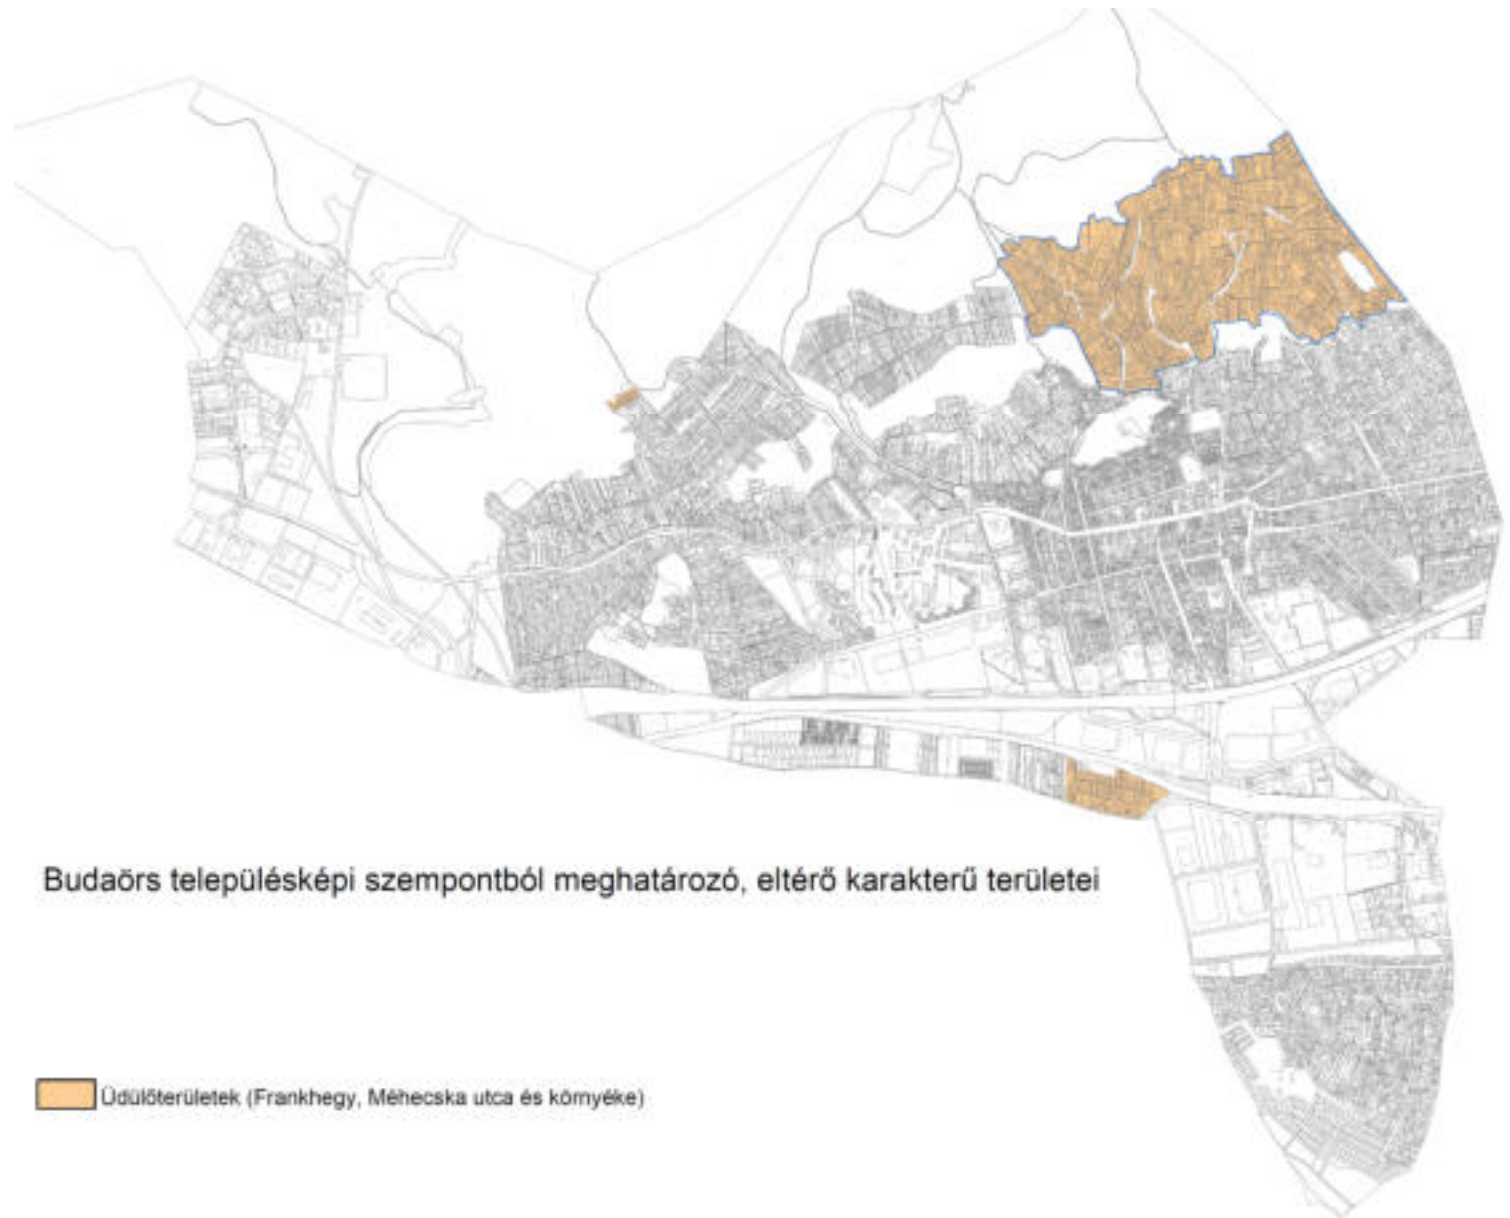 Budaörs településképi szempontból meghatározó, eltérő karakterű területei
Üdülőterületek (Frankhegy, Méhecska utca és környéke)